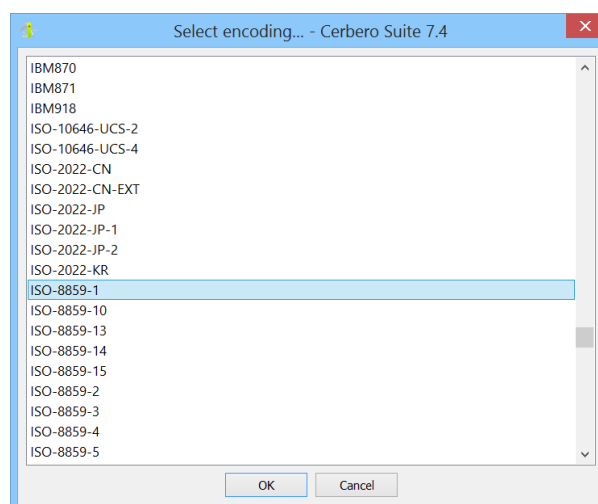 Select encoding... - Cerbero Suite 7.4
IBM870
IBM871
IBM918
ISO-10646-UCS-2
ISO-10646-UCS-4
ISO-2022-CN
ISO-2022-CN-EXT
ISO-2022-JP
ISO-2022-JP-1
ISO-2022-JP-2
ISO-2022-KR
ISO-8859-1
ISO-8859-10
ISO-8859-13
ISO-8859-14
ISO-8859-15
ISO-8859-2
ISO-8859-3
ISO-8859-4
ISO-8859-5
OK Cancel